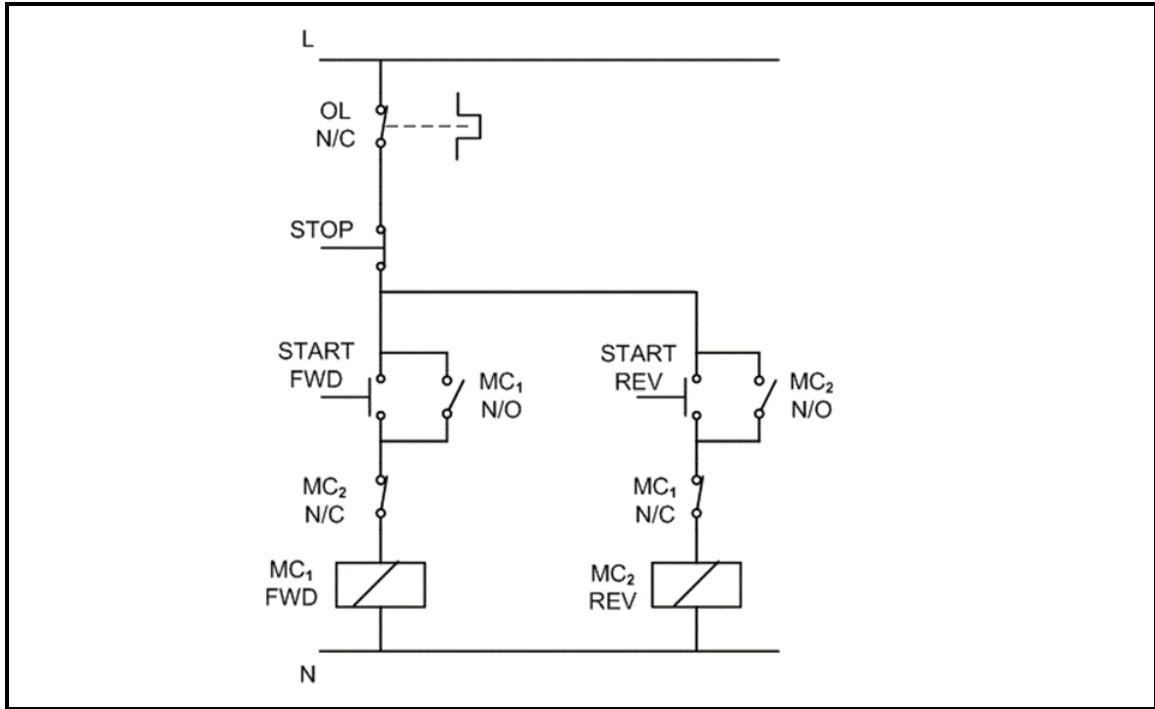 L
OL
N/C
STOP
START
FWD
MC₁
N/O
START
REV
MC₂
N/O
MC₂
N/C
MC₁
N/C
MC₁
FWD
MC₂
REV
N